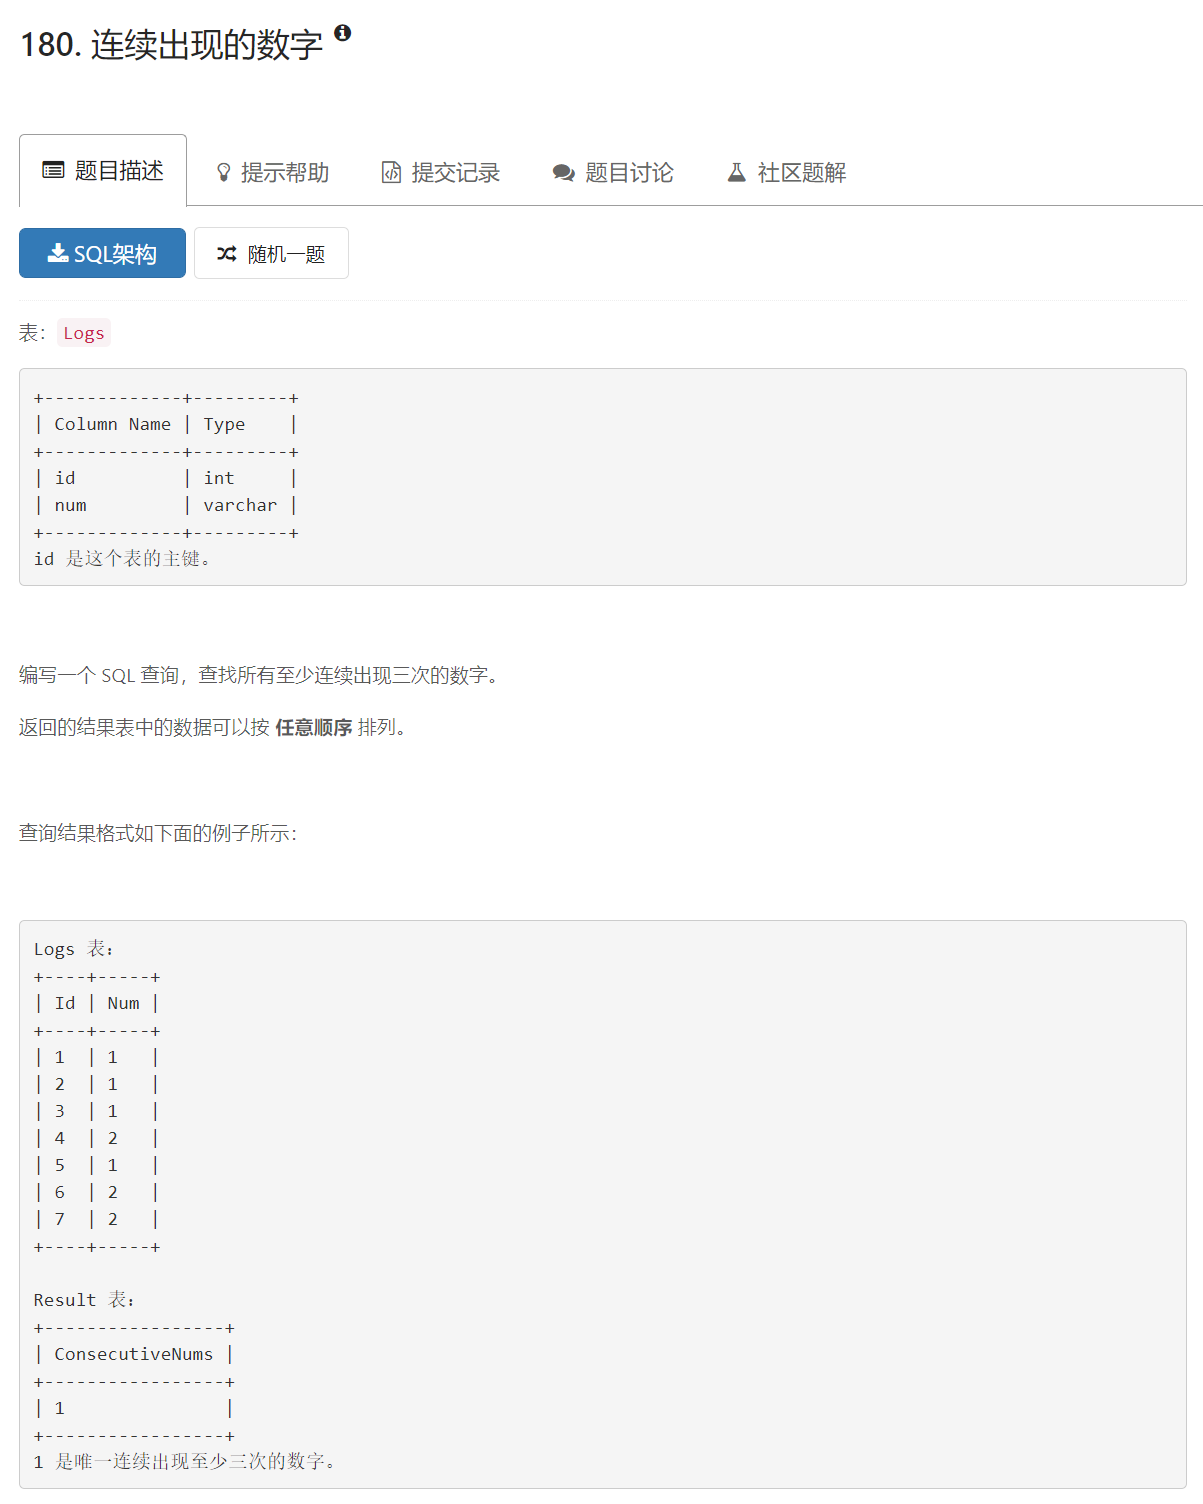 180. 连续出现的数字
题目描述 提示帮助 提交记录 题目讨论 社区题解
SQL架构 随机一题
表：Logs
+-------------+---------+
| Column Name | Type    |
+-------------+---------+
| id          | int     |
| num         | varchar |
+-------------+---------+
id 是这个表的主键。
编写一个 SQL 查询，查找所有至少连续出现三次的数字。
返回的结果表中的数据可以按 任意顺序 排列。
查询结果格式如下面的例子所示：
Logs 表：
+----+-----+
| Id | Num |
+----+-----+
| 1  | 1   |
| 2  | 1   |
| 3  | 1   |
| 4  | 2   |
| 5  | 1   |
| 6  | 2   |
| 7  | 2   |
+----+-----+
Result 表：
+-----------------+
| ConsecutiveNums |
+-----------------+
| 1               |
+-----------------+
1 是唯一连续出现至少三次的数字。